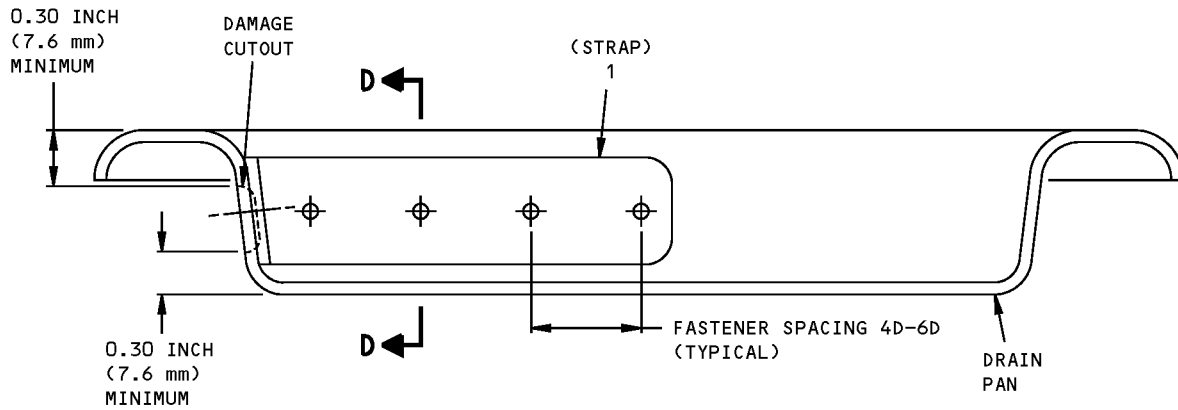 0.30 INCH
(7.6 mm)
MINIMUM
DAMAGE
CUTOUT
(STRAP)
1
D
D
0.30 INCH
(7.6 mm)
MINIMUM
FASTENER SPACING 4D-6D
(TYPICAL)
DRAIN
PAN